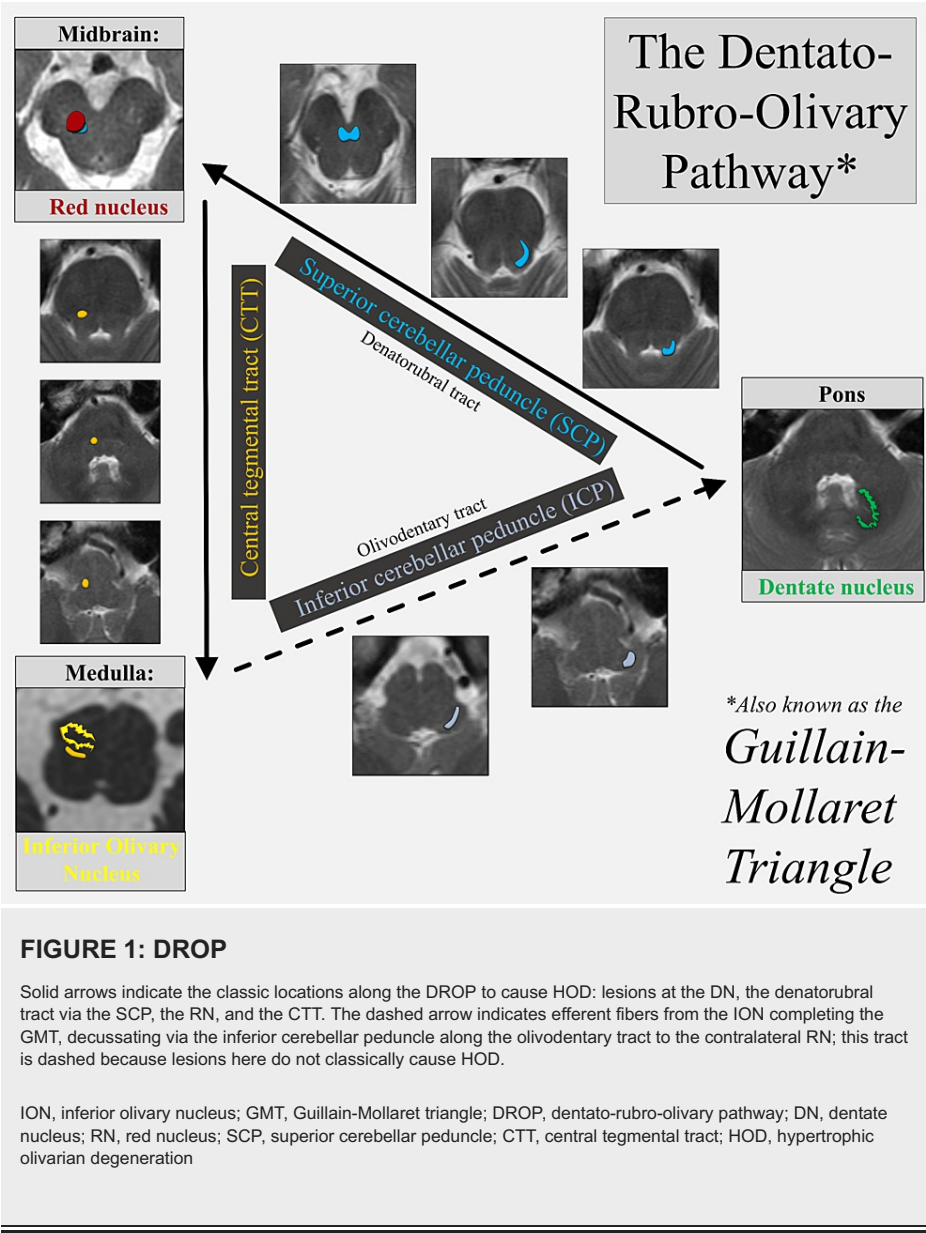 Midbrain:
Red nucleus
The Dentato-
Rubro-Olivary
Pathway*
Superior cerebellar peduncle (SCP)
Denatorubral tract
Central tegmental tract (CTT)
Pons
Dentate nucleus
Olivodentary tract
Inferior cerebellar peduncle (ICP)
Medulla:
Inferior Olivary
Nucleus
*Also known as the
Guillain-
Mollaret
Triangle
FIGURE 1: DROP
Solid arrows indicate the classic locations along the DROP to cause HOD: lesions at the DN, the denatorubral
tract via the SCP, the RN, and the CTT. The dashed arrow indicates efferent fibers from the ION completing the
GMT, decussating via the inferior cerebellar peduncle along the olivodentary tract to the contralateral RN; this tract
is dashed because lesions here do not classically cause HOD.
ION, inferior olivary nucleus; GMT, Guillain-Mollaret triangle; DROP, dentato-rubro-olivary pathway; DN, dentate
nucleus; RN, red nucleus; SCP, superior cerebellar peduncle; CTT, central tegmental tract; HOD, hypertrophic
olivarian degeneration